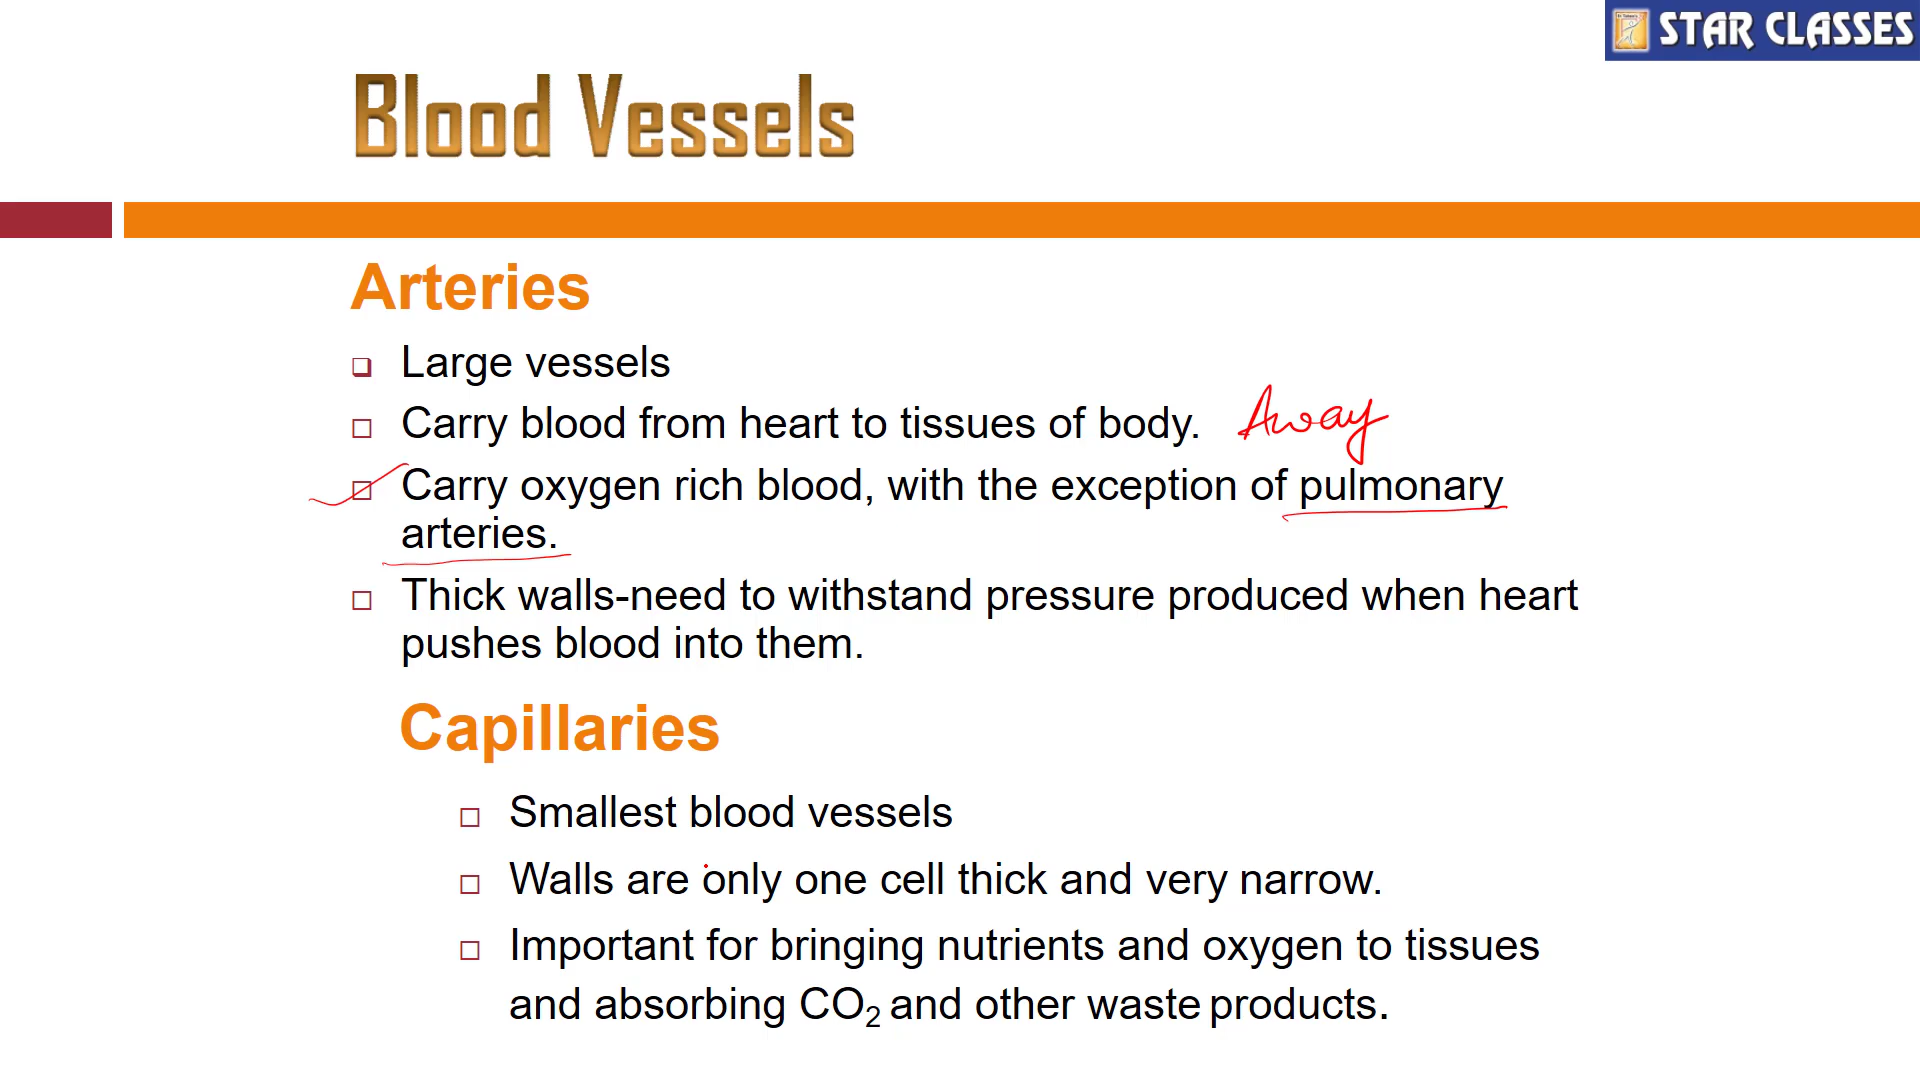 STAR CLASSES
Blood Vessels
Arteries
Large vessels
Carry blood from heart to tissues of body. Away
Carry oxygen rich blood, with the exception of pulmonary
arteries.
Thick walls-need to withstand pressure produced when heart
pushes blood into them.
Capillaries
Smallest blood vessels
Walls are only one cell thick and very narrow.
Important for bringing nutrients and oxygen to tissues
and absorbing CO₂ and other waste products.